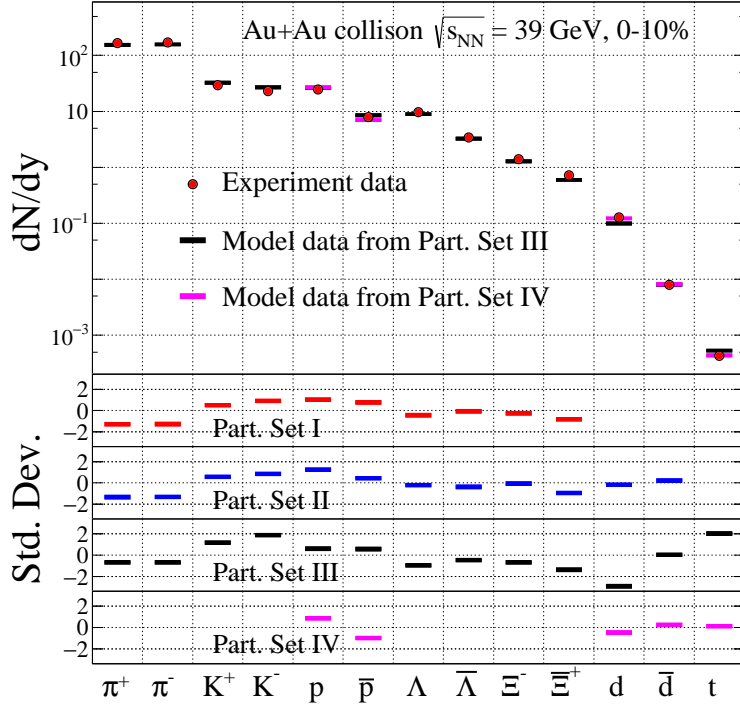 Au+Au collison √s_NN = 39 GeV, 0-10%
dN/dy
10²
10
10⁻¹
10⁻³
Experiment data
Model data from Part. Set III
Model data from Part. Set IV
Std. Dev.
2
0
−2
Part. Set I
2
0
−2
Part. Set II
2
0
−2
Part. Set III
2
0
−2
Part. Set IV
π⁺ π⁻ K⁺ K⁻ p p̅ Λ Λ̅ Ξ⁻ Ξ̅⁺ d d̅ t